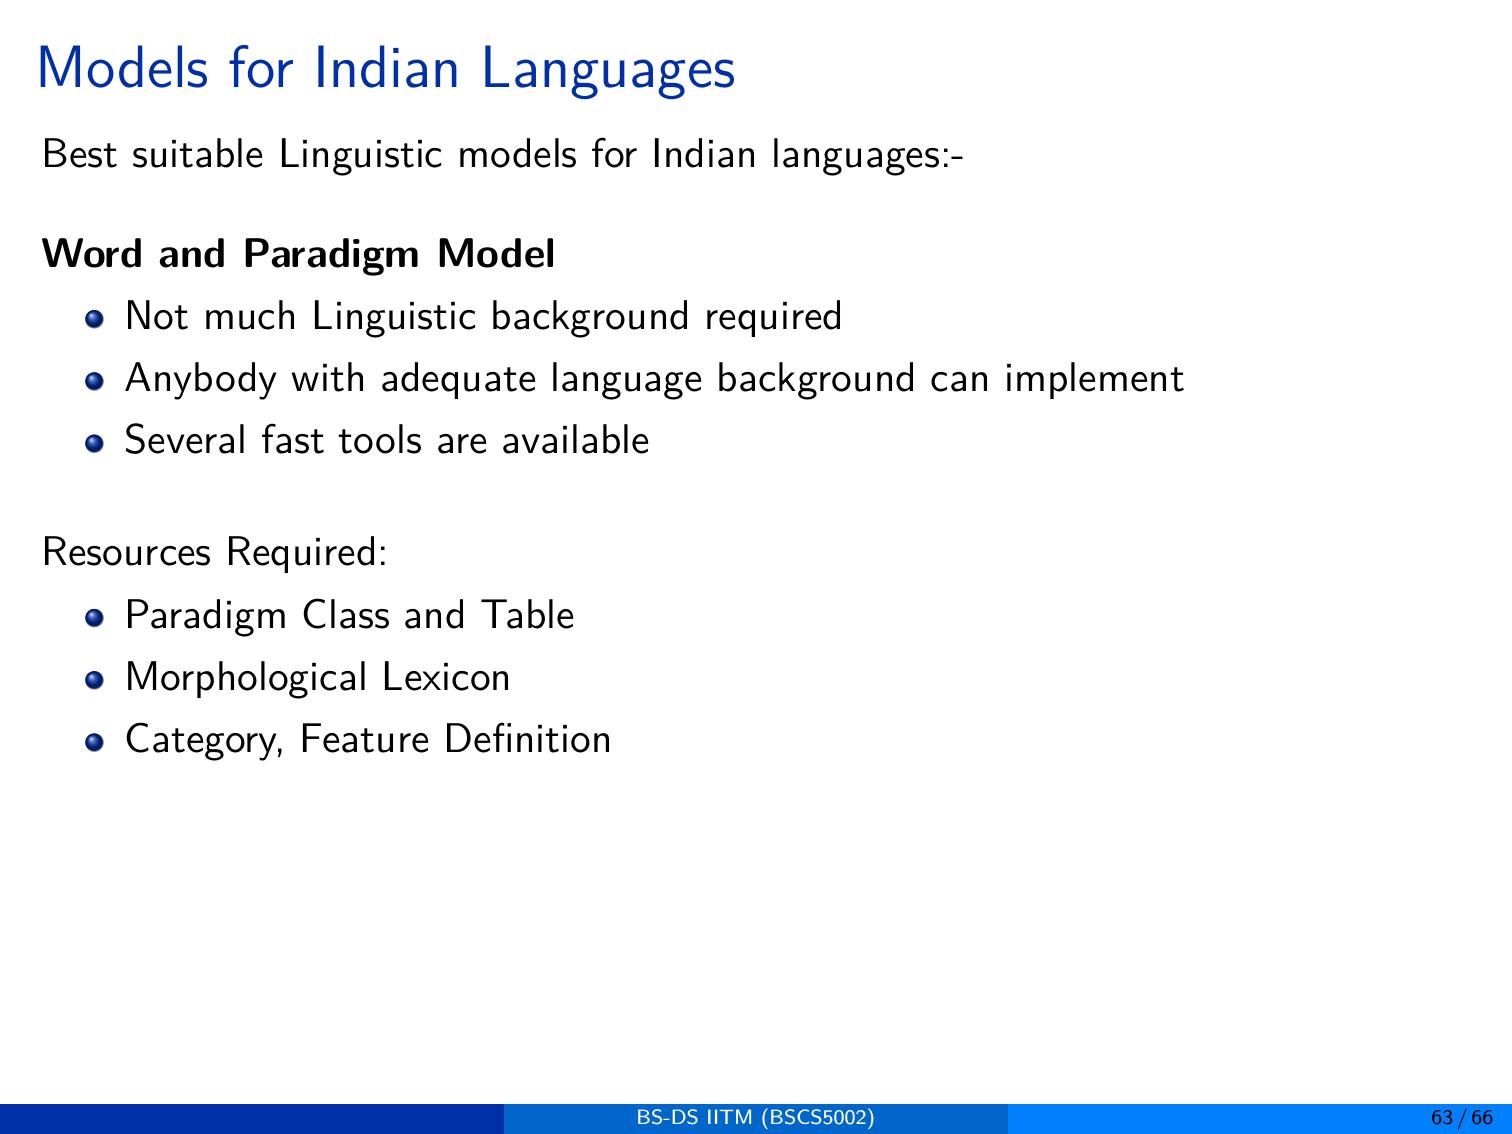 Models for Indian Languages
Best suitable Linguistic models for Indian languages:-
Word and Paradigm Model
Not much Linguistic background required
Anybody with adequate language background can implement
Several fast tools are available
Resources Required:
Paradigm Class and Table
Morphological Lexicon
Category, Feature Definition
BS-DS IITM (BSCS5002)
63 / 66